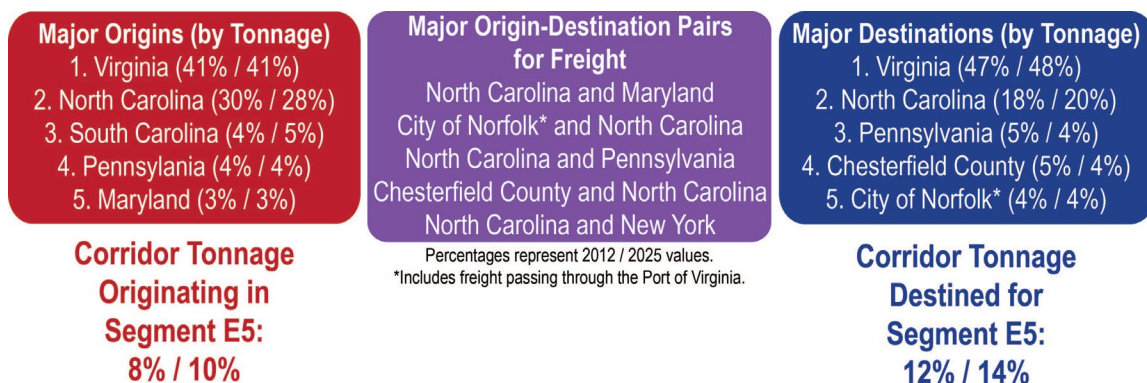 Major Origins (by Tonnage)
1. Virginia (41% / 41%)
2. North Carolina (30% / 28%)
3. South Carolina (4% / 5%)
4. Pennsylania (4% / 4%)
5. Maryland (3% / 3%)
Corridor Tonnage
Originating in
Segment E5:
8% / 10%
Major Origin-Destination Pairs
for Freight
North Carolina and Maryland
City of Norfolk* and North Carolina
North Carolina and Pennsylvania
Chesterfield County and North Carolina
North Carolina and New York
Percentages represent 2012 / 2025 values.
*Includes freight passing through the Port of Virginia.
Major Destinations (by Tonnage)
1. Virginia (47% / 48%)
2. North Carolina (18% / 20%)
3. Pennsylvania (5% / 4%)
4. Chesterfield County (5% / 4%)
5. City of Norfolk* (4% / 4%)
Corridor Tonnage
Destined for
Segment E5:
12% / 14%